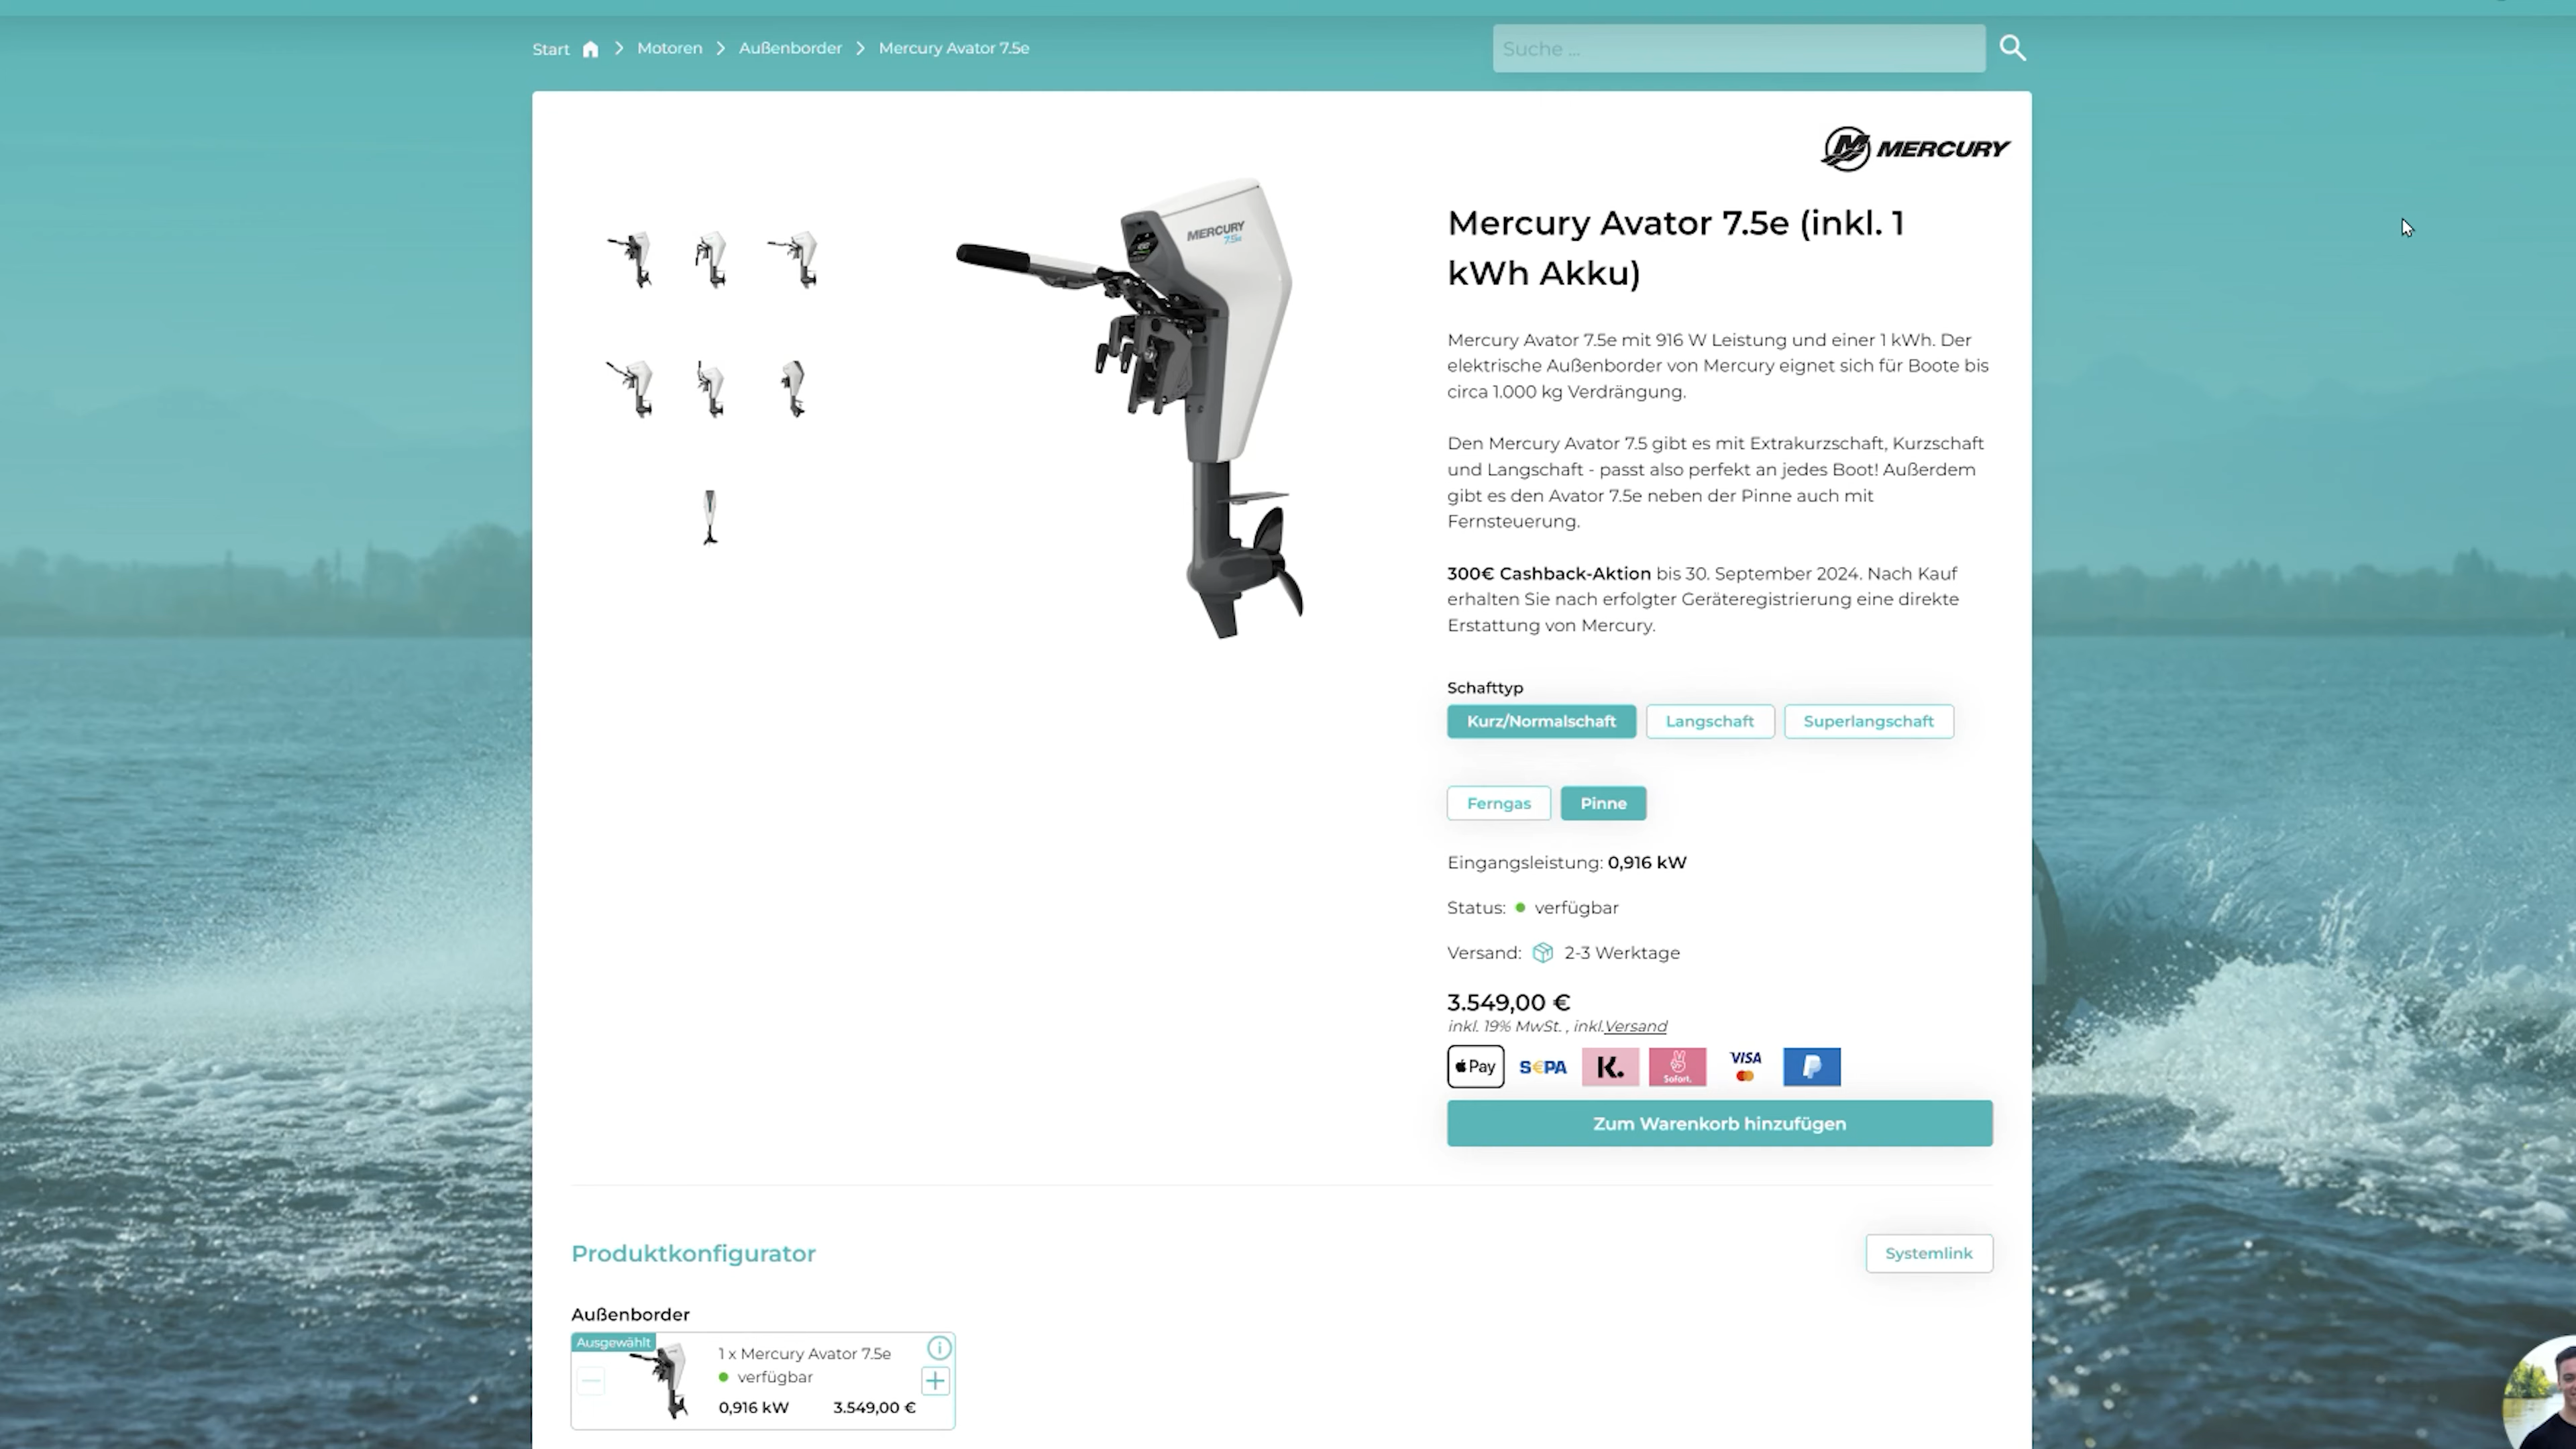 Start > Motoren > Außenborder > Mercury Avator 7.5e
Suche ...
MERCURY
MERCURY
7.5e
Mercury Avator 7.5e (inkl. 1
kWh Akku)
Mercury Avator 7.5e mit 916 W Leistung und einer 1 kWh. Der
elektrische Außenborder von Mercury eignet sich für Boote bis
circa 1.000 kg Verdrängung.
Den Mercury Avator 7.5 gibt es mit Extrakurzschaft, Kurzschaft
und Langschaft - passt also perfekt an jedes Boot! Außerdem
gibt es den Avator 7.5e neben der Pinne auch mit
Fernsteuerung.
300€ Cashback-Aktion bis 30. September 2024. Nach Kauf
erhalten Sie nach erfolgter Geräteregistrierung eine direkte
Erstattung von Mercury.
Schafttyp
Kurz/Normalschaft Langschaft Superlangschaft
Ferngas Pinne
Eingangsleistung: 0,916 kW
Status: verfügbar
Versand: 2-3 Werktage
3.549,00 €
inkl. 19% MwSt. , inkl.Versand
Pay S€PA K. Sofort. VISA P
Zum Warenkorb hinzufügen
Produktkonfigurator
Systemlink
Außenborder
Ausgewählt
1 x Mercury Avator 7.5e
verfügbar
0,916 kW 3.549,00 €